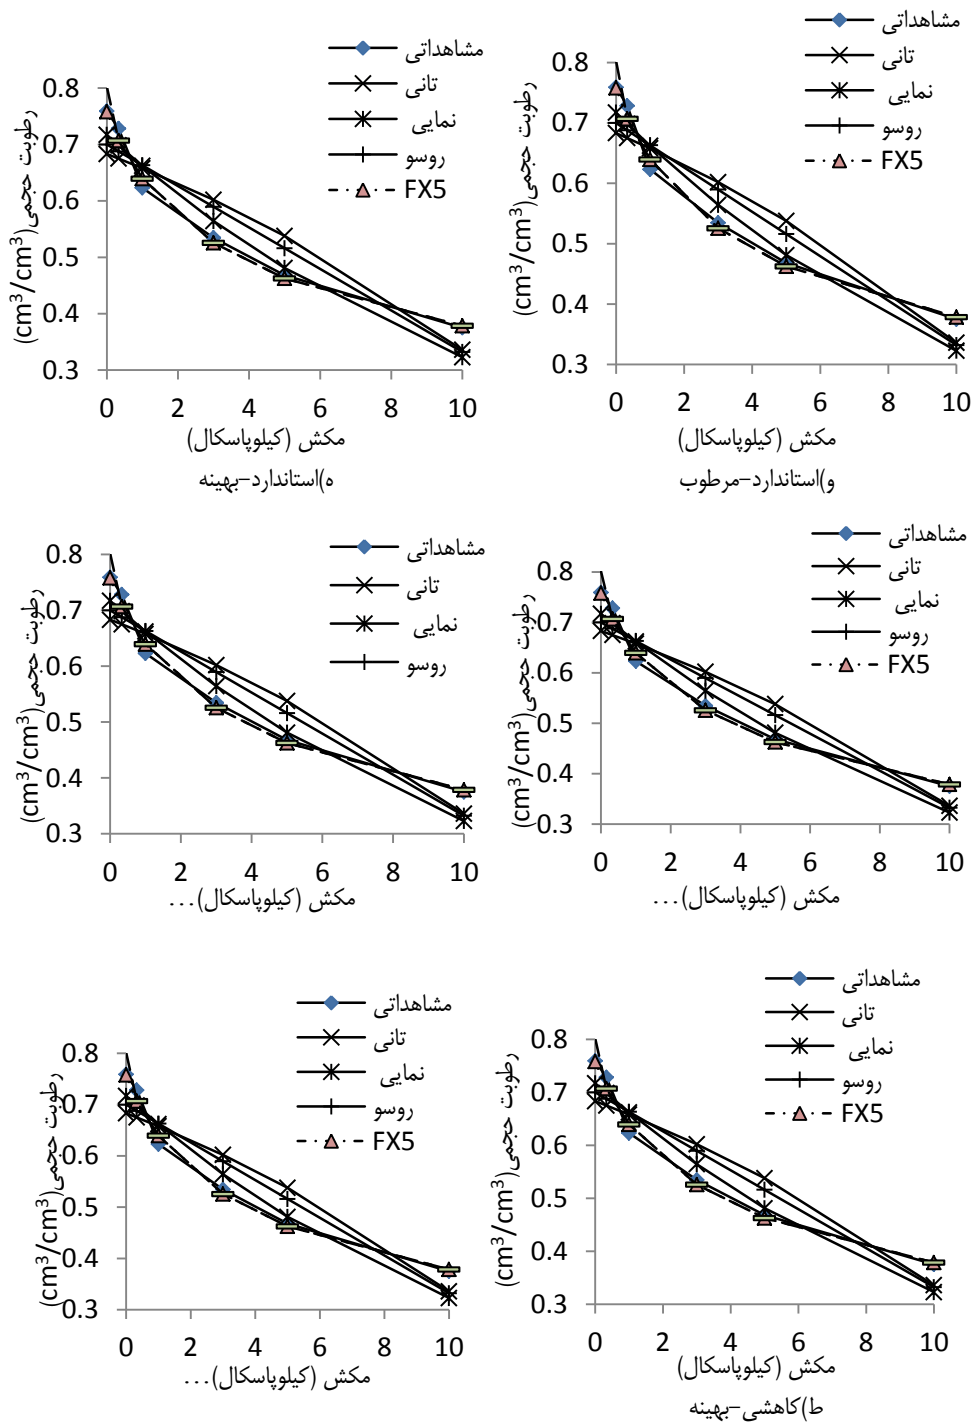 مشاهداتی
تانی
نمایی
روسو
FX5
رطوبت حجمی(cm³/cm³)
0.8
0.7
0.6
0.5
0.4
0.3
0 2 4 6 8 10
مکش (کیلوپاسکال)
و)استاندارد-مرطوب
مشاهداتی
تانی
نمایی
روسو
FX5
رطوبت حجمی(cm³/cm³)
0.8
0.7
0.6
0.5
0.4
0.3
0 2 4 6 8 10
مکش (کیلوپاسکال)
ه)استاندارد-بهینه
مشاهداتی
تانی
نمایی
روسو
FX5
رطوبت حجمی(cm³/cm³)
0.8
0.7
0.6
0.5
0.4
0.3
0 2 4 6 8 10
مکش (کیلوپاسکال)...
مشاهداتی
تانی
نمایی
روسو
رطوبت حجمی(cm³/cm³)
0.8
0.7
0.6
0.5
0.4
0.3
0 2 4 6 8 10
مکش (کیلوپاسکال)...
مشاهداتی
تانی
نمایی
روسو
FX5
رطوبت حجمی(cm³/cm³)
0.8
0.7
0.6
0.5
0.4
0.3
0 2 4 6 8 10
مکش (کیلوپاسکال)
ط)کاهشی-بهینه
مشاهداتی
تانی
نمایی
روسو
FX5
رطوبت حجمی(cm³/cm³)
0.8
0.7
0.6
0.5
0.4
0.3
0 2 4 6 8 10
مکش (کیلوپاسکال)...